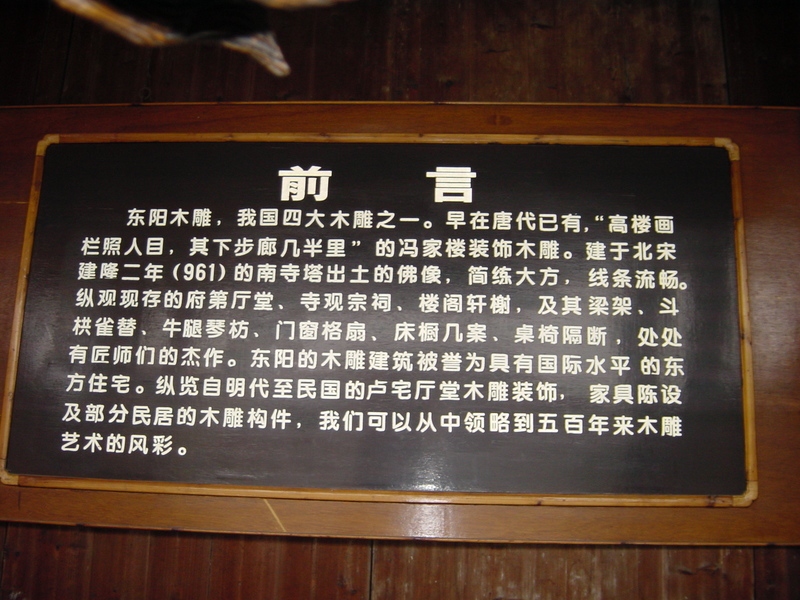 前言
东阳木雕，我国四大木雕之一。早在唐代已有，“高楼画
栏照人目，其下步廊几半里”的冯家楼装饰木雕。建于北宋
建隆二年（961）的南寺塔出土的佛像，简练大方，线条流畅。
纵观现存的府第厅堂、寺观宗祠、楼阁轩榭，及其梁架、斗
栱雀替、牛腿琴枋、门窗格扇、床橱几案、桌椅隔断，处处
有匠师们的杰作。东阳的木雕建筑被誉为具有国际水平的东
方住宅。纵览自明代至民国的卢宅厅堂木雕装饰，家具陈设
及部分民居的木雕构件，我们可以从中领略到五百年来木雕
艺术的风彩。